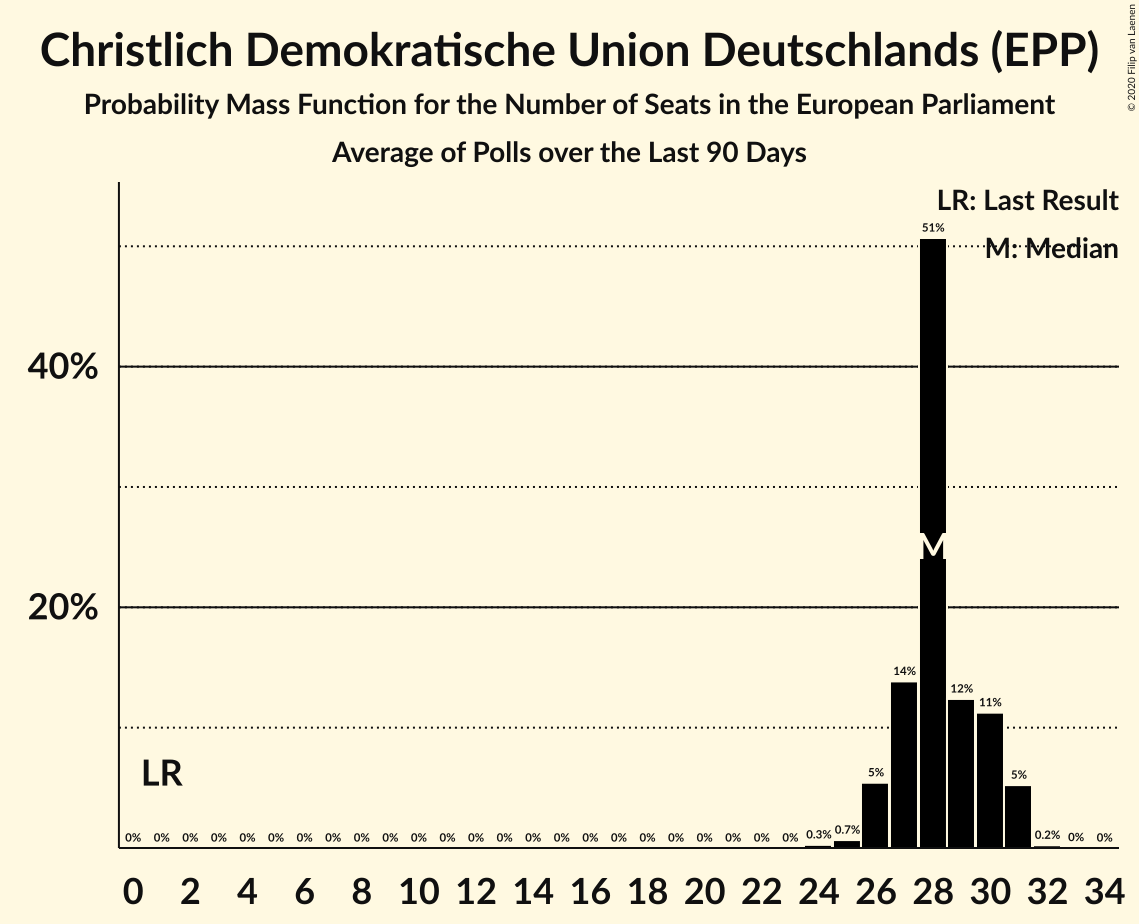 Christlich Demokratische Union Deutschlands (EPP)
Probability Mass Function for the Number of Seats in the European Parliament
Average of Polls over the Last 90 Days
© 2020 Filip van Laenen
LR: Last Result
M: Median
51%
40%
M
20%
14%
12%
11%
5%
5%
LR
0% 0% 0% 0% 0% 0% 0% 0% 0% 0% 0% 0% 0% 0% 0% 0% 0% 0% 0% 0% 0% 0% 0% 0% 0.3% 0.7% 0.2% 0% 0%
0 2 4 6 8 10 12 14 16 18 20 22 24 26 28 30 32 34